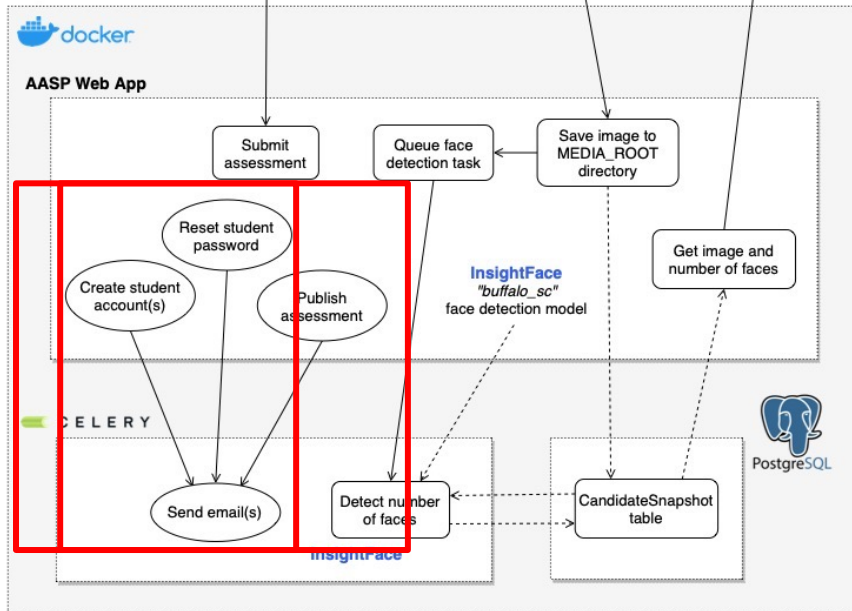 docker
AASP Web App
Submit
assessment
Queue face
detection task
Save image to
MEDIA_ROOT
directory
Reset student
password
Create student
account(s)
Publish
assessment
InsightFace
"buffalo_sc"
face detection model
Get image and
number of faces
CELERY
PostgreSQL
Send email(s)
Detect number
of faces
CandidateSnapshot
table
InsightFace